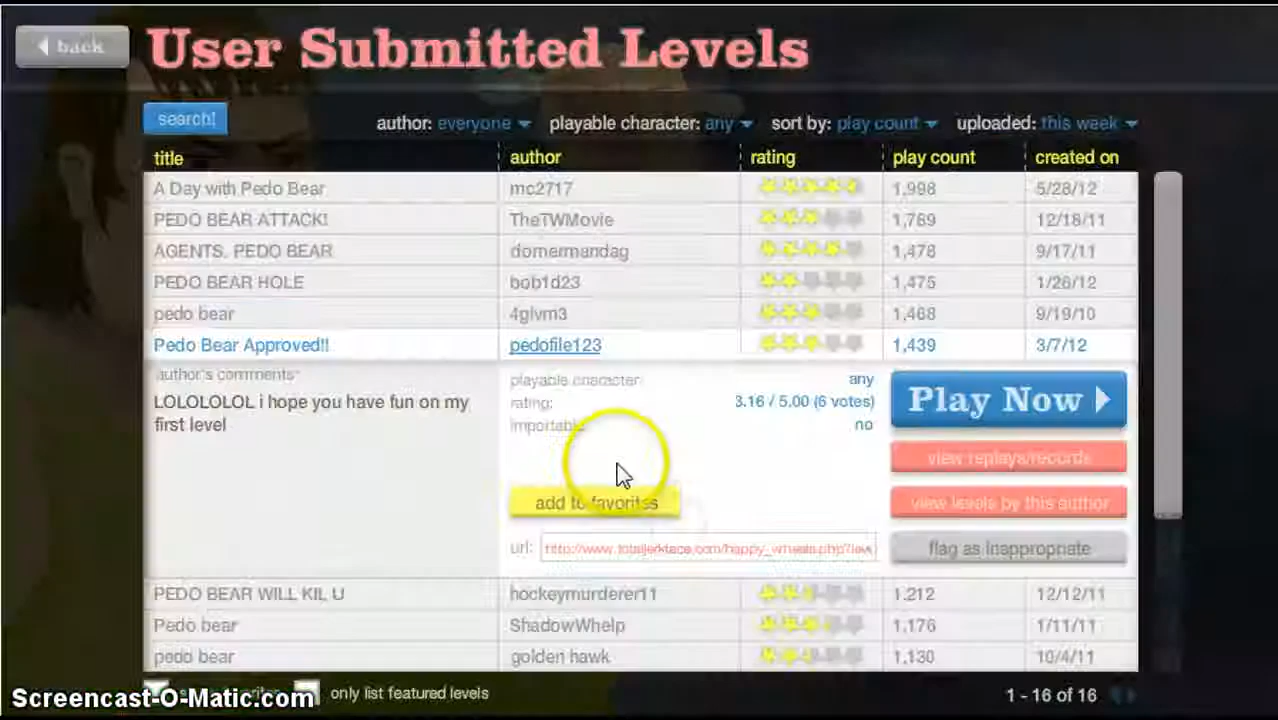 back
User Submitted Levels
search!
author: everyone playable character: any sort by: play count uploaded: this week
title author rating play count created on
A Day with Pedo Bear mc2717 1,998 5/28/12
PEDO BEAR ATTACK! TheTWMovie 1,789 12/18/11
AGENTS. PEDO BEAR domermandag 1,478 9/17/11
PEDO BEAR HOLE bob1d23 1,475 1/26/12
pedo bear 4glvm3 1,468 9/19/10
Pedo Bear Approved!! pedofile123 1,439 3/7/12
author's comments
LOLOLOLOL i hope you have fun on my
first level
playable character: any
rating: 3.16 / 5.00 (6 votes)
importable: no
Play Now
view replays/records
add to favorites
view levels by this author
url: http://www.totaljerkface.com/happy_wheels.php?lev
flag as inappropriate
PEDO BEAR WILL KIL U hockeymurderer11 1,212 12/12/11
Pedo bear ShadowWhelp 1,176 1/11/11
pedo bear golden hawk 1,130 10/4/11
only list featured levels
1 - 16 of 16
Screencast-O-Matic.com